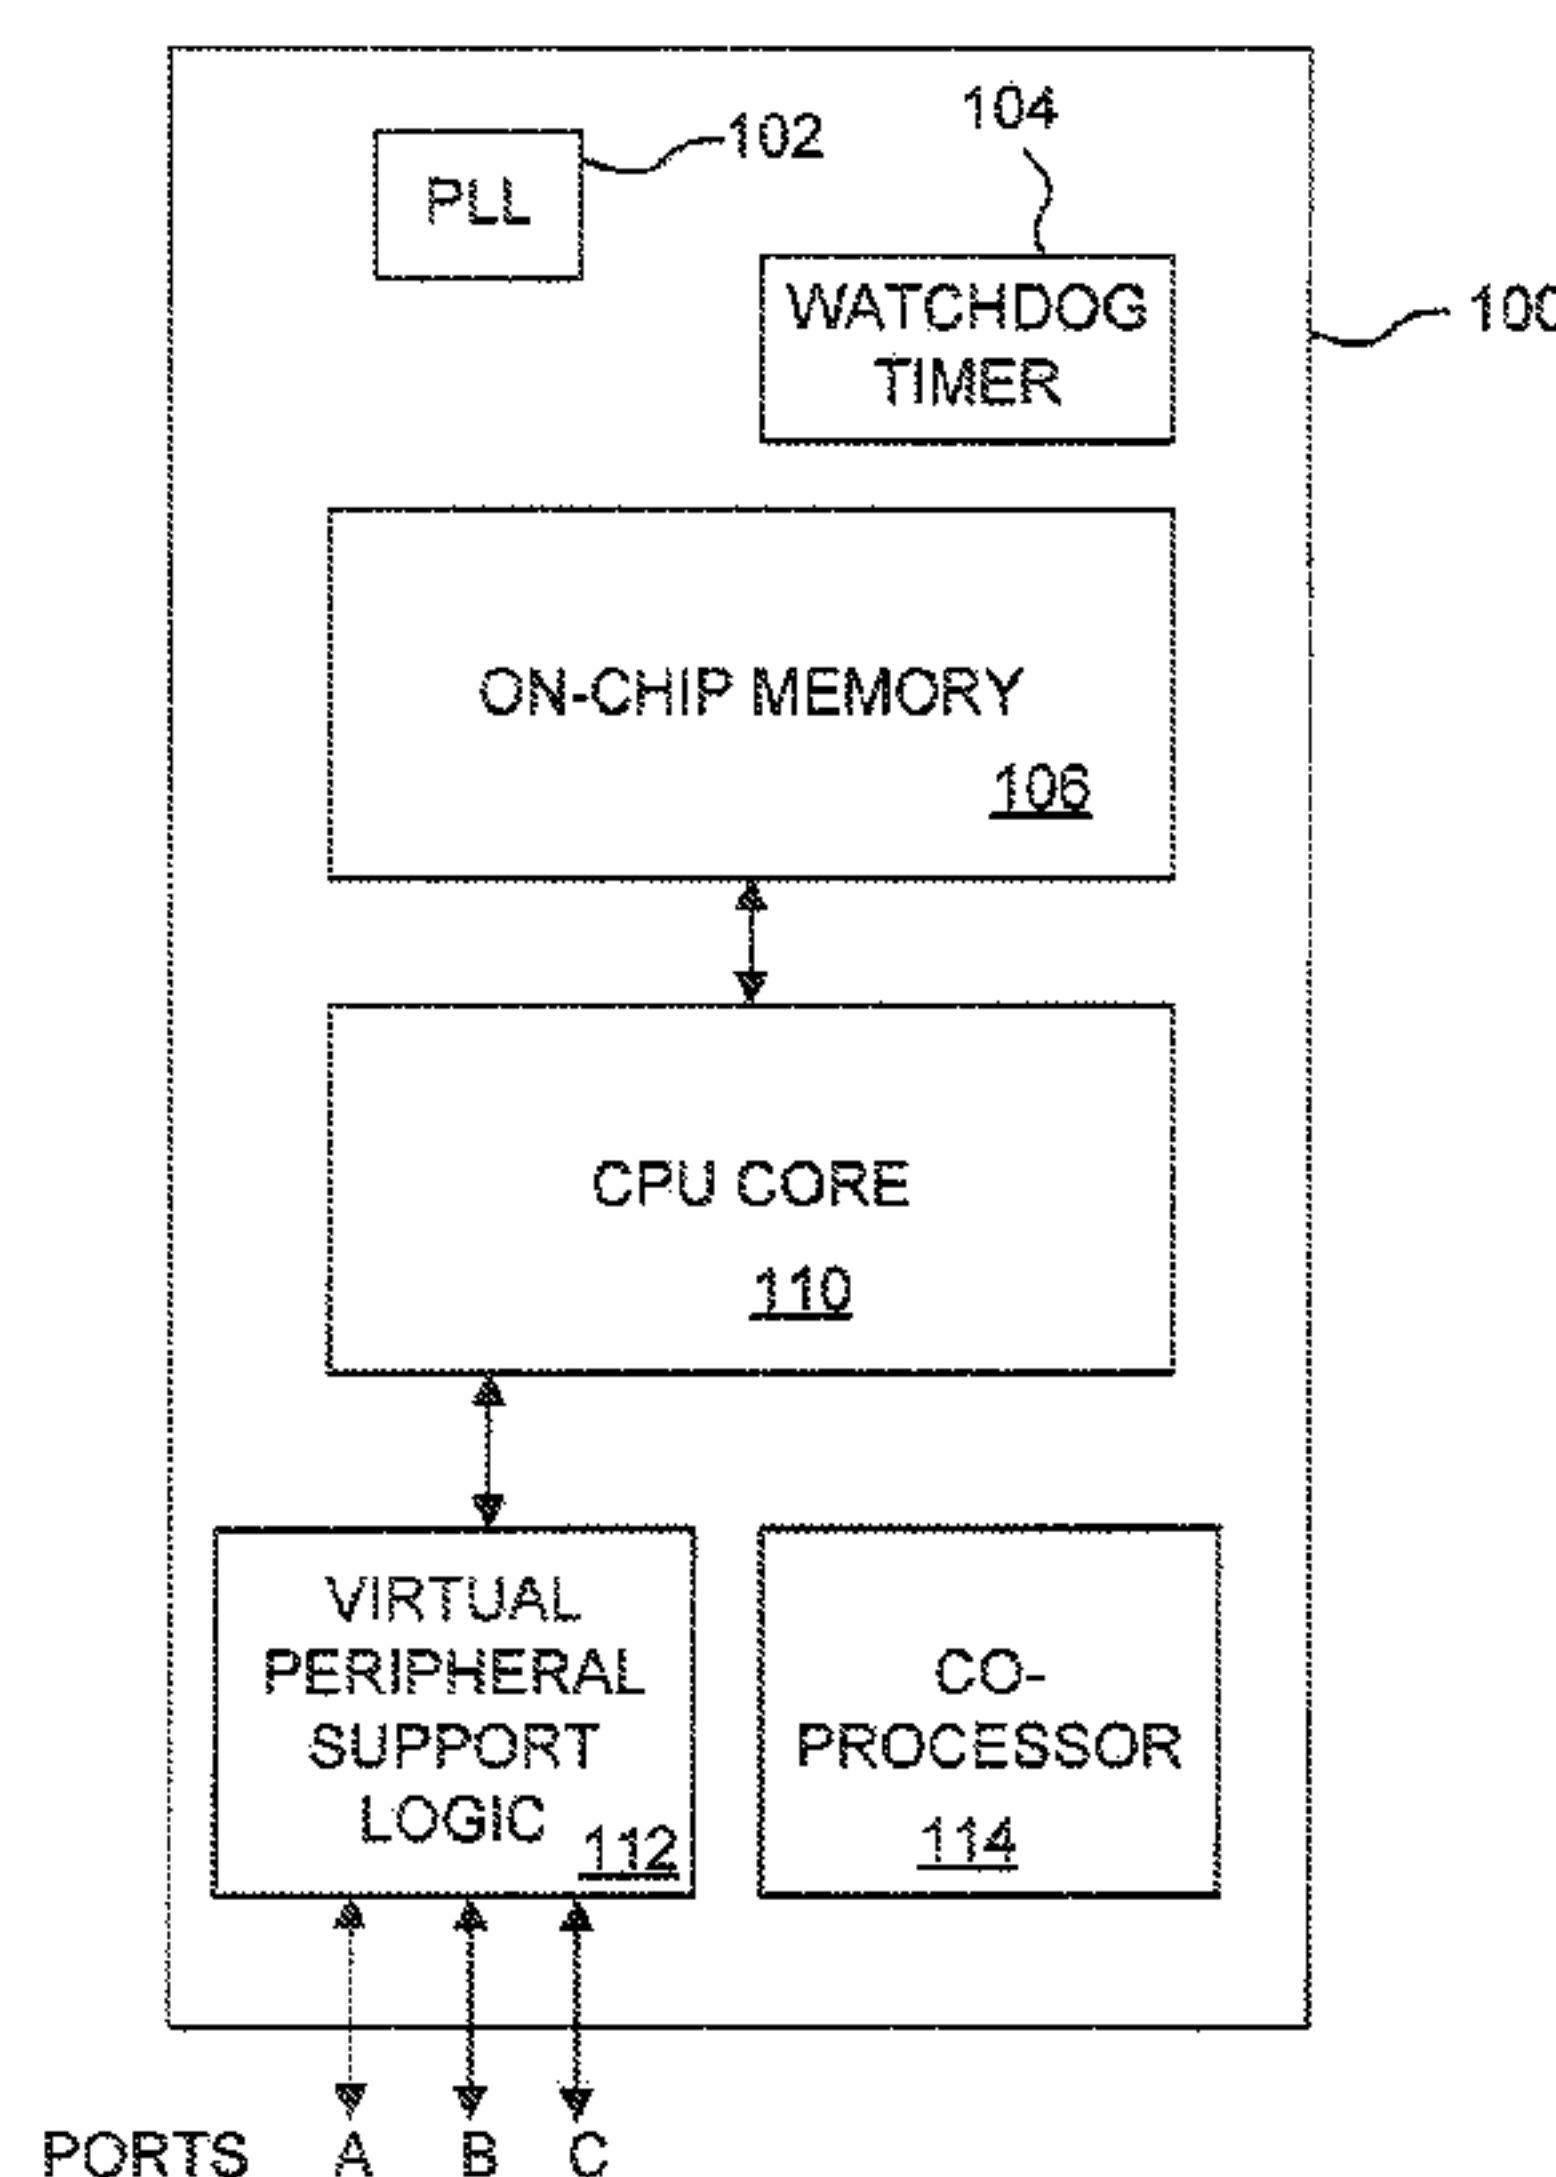 104
102
PLL
WATCHDOG
TIMER
100
ON-CHIP MEMORY
106
CPU CORE
110
VIRTUAL
PERIPHERAL
SUPPORT
LOGIC
112
CO-
PROCESSOR
114
PORTS A B C